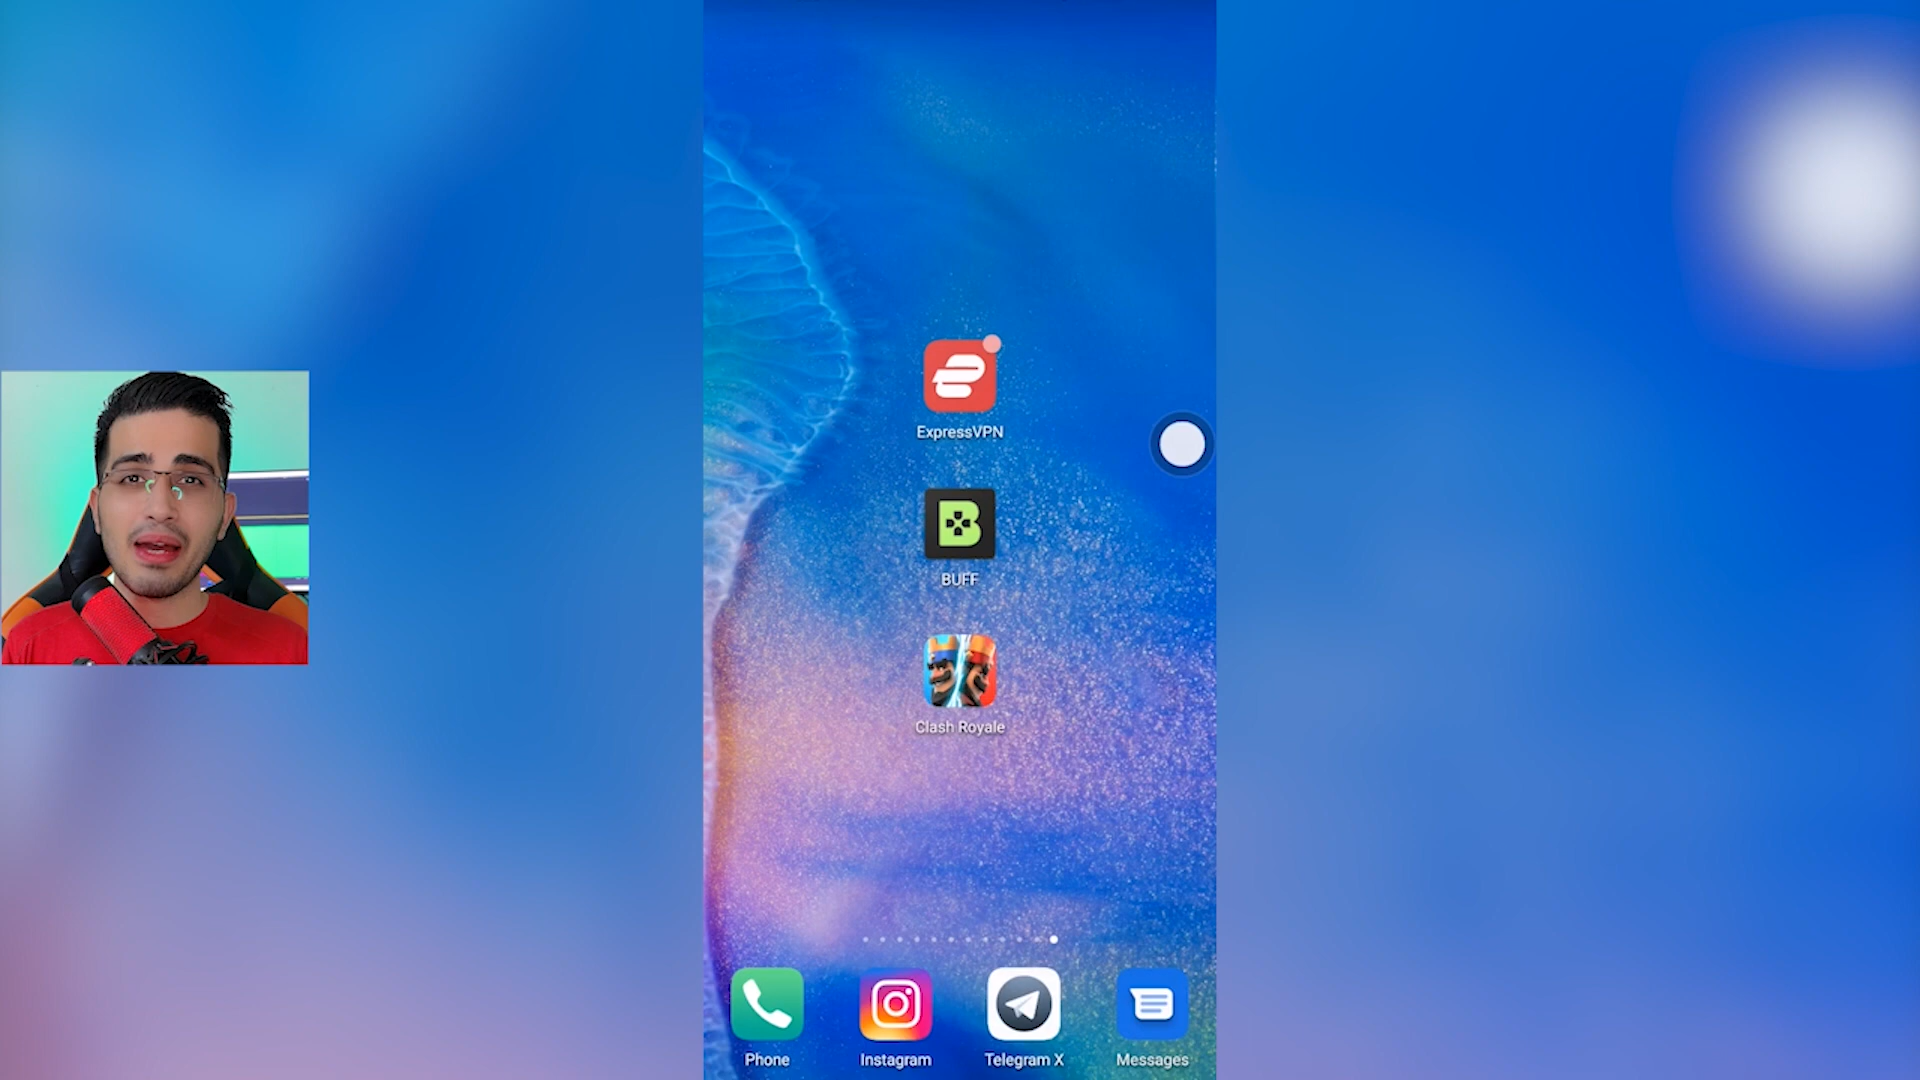 ExpressVPN
BUFF
Clash Royale
Phone
Instagram
Telegram X
Messages